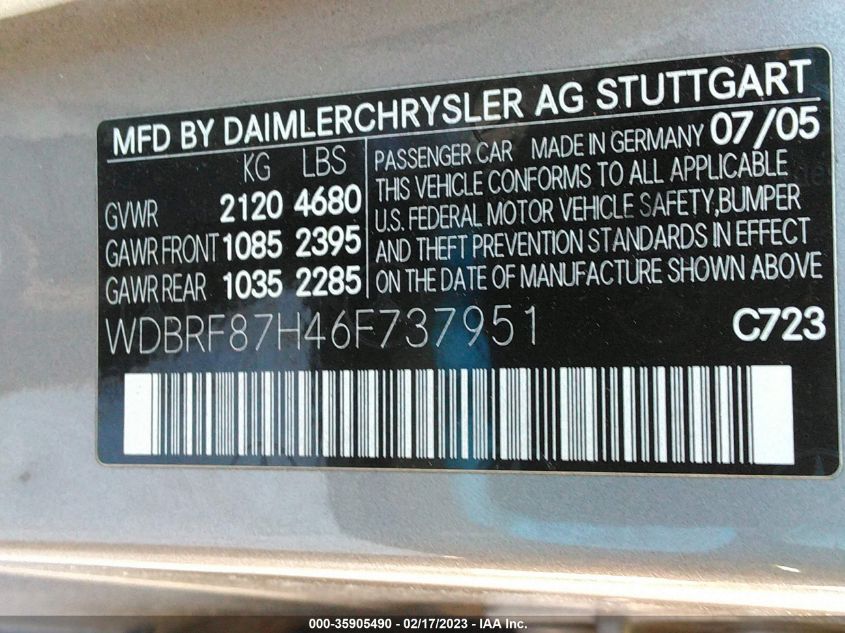 MFD BY DAIMLERCHRYSLER AG STUTTGART
KG LBS
GVWR 2120 4680
GAWR FRONT 1085 2395
GAWR REAR 1035 2285
PASSENGER CAR MADE IN GERMANY 07/05
THIS VEHICLE CONFORMS TO ALL APPLICABLE
U.S. FEDERAL MOTOR VEHICLE SAFETY, BUMPER
AND THEFT PREVENTION STANDARDS IN EFFECT
ON THE DATE OF MANUFACTURE SHOWN ABOVE
WDBRF87H46F737951 C723
000-35905490 - 02/17/2023 - IAA Inc.